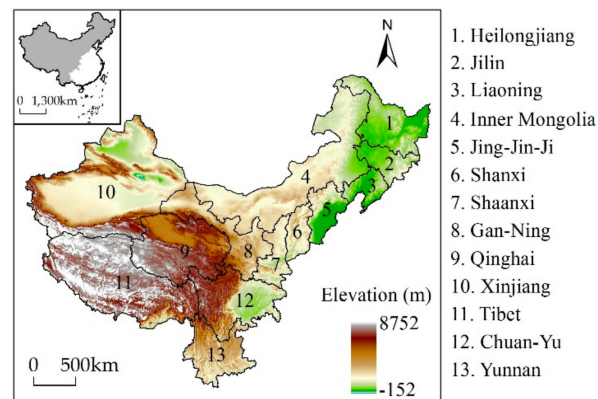 N
0 1,300km
1
2
3
4
5
6
7
8
9
10
11
12
13
Elevation (m)
8752
-152
0 500km
1. Heilongjiang
2. Jilin
3. Liaoning
4. Inner Mongolia
5. Jing-Jin-Ji
6. Shanxi
7. Shaanxi
8. Gan-Ning
9. Qinghai
10. Xinjiang
11. Tibet
12. Chuan-Yu
13. Yunnan